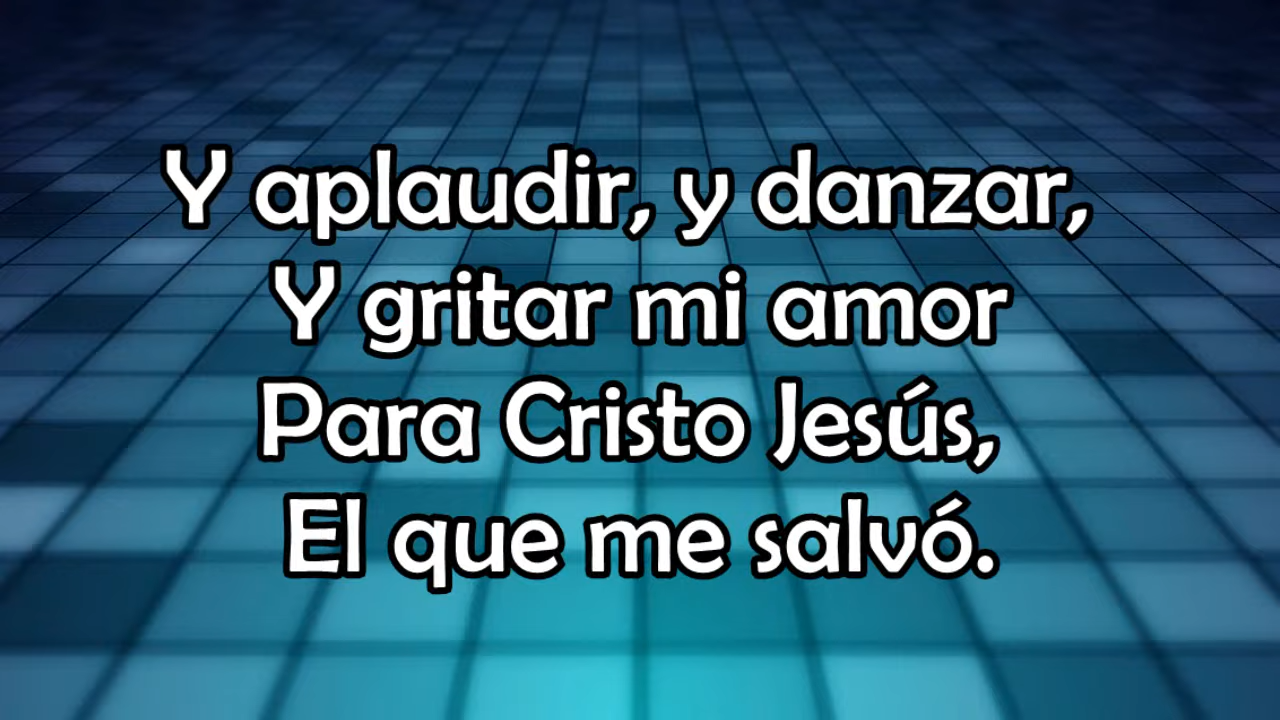 Y aplaudir, y danzar,
Y gritar mi amor
Para Cristo Jesús,
El que me salvó.